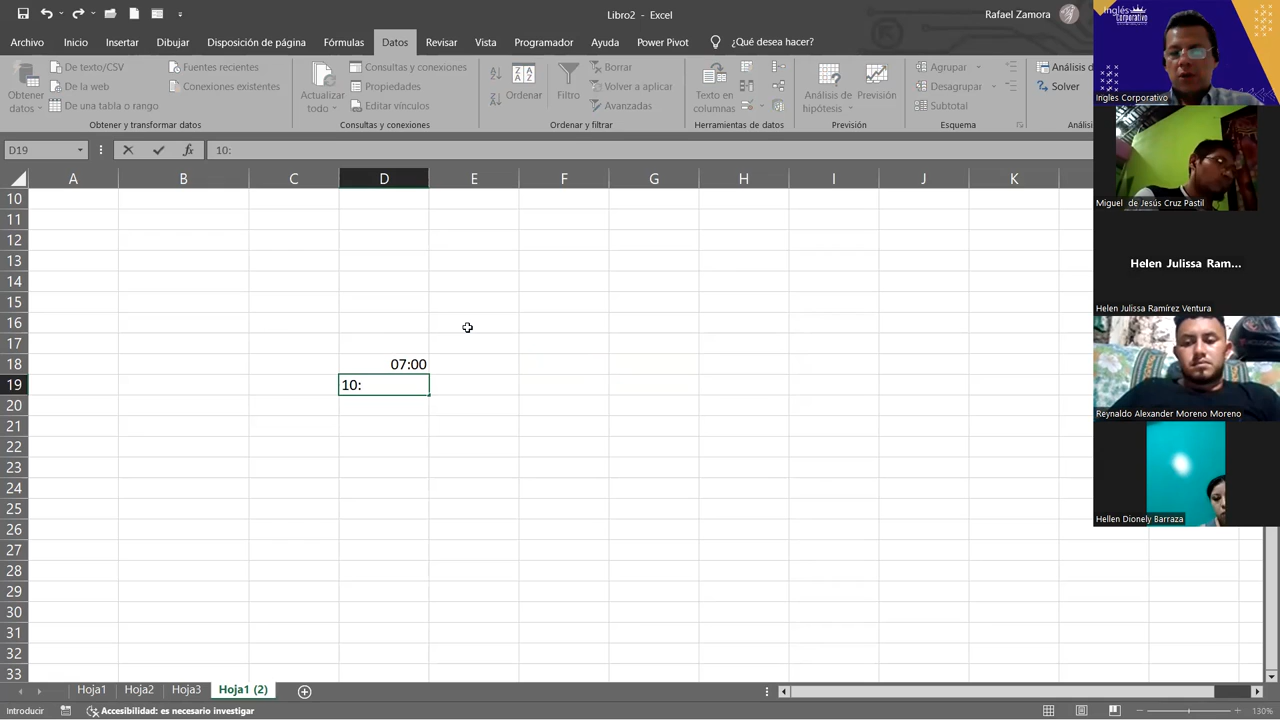 Libro2 - Excel
Rafael Zamora
Archivo Inicio Insertar Dibujar Disposición de página Fórmulas Datos Revisar Vista Programador Ayuda Power Pivot ¿Qué desea hacer?
Obtener datos
De texto/CSV
De la web
De una tabla o rango
Fuentes recientes
Conexiones existentes
Obtener y transformar datos
Actualizar todo
Consultas y conexiones
Propiedades
Editar vínculos
Consultas y conexiones
Ordenar
Filtro
Borrar
Volver a aplicar
Avanzadas
Ordenar y filtrar
Texto en columnas
Herramientas de datos
Análisis de hipótesis
Previsión
Previsión
Agrupar
Desagrupar
Subtotal
Esquema
Análisis d
Solver
Análisis
D19 fx 10:
A B C D E F G H I J K
10
11
12
13
14
15
16
17
18 07:00
19 10:
20
21
22
23
24
25
26
27
28
29
30
31
32
33
Hoja1 Hoja2 Hoja3 Hoja1 (2)
Introducir Accesibilidad: es necesario investigar 130%
Inglés Corporativo
Ingles Corporativo
Miguel de Jesús Cruz Pastil
Helen Julissa Ram...
Helen Julissa Ramírez Ventura
Reynaldo Alexander Moreno Moreno
Hellen Dionely Barraza